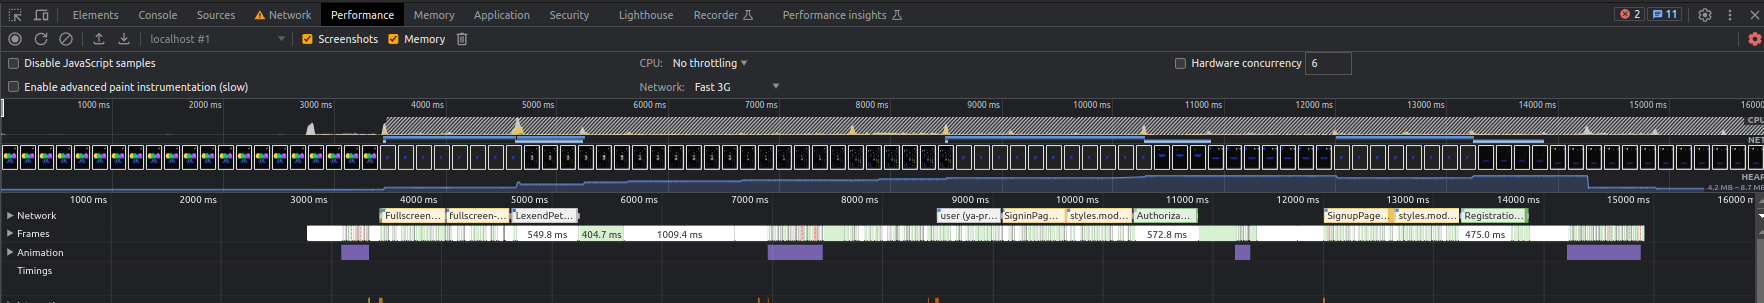 Elements Console Sources Network Performance Memory Application Security Lighthouse Recorder Performance insights 2 11
localhost #1 Screenshots Memory
Disable JavaScript samples CPU: No throttling Hardware concurrency 6
Enable advanced paint instrumentation (slow) Network: Fast 3G
1000 ms 2000 ms 3000 ms 4000 ms 5000 ms 6000 ms 7000 ms 8000 ms 9000 ms 10000 ms 11000 ms 12000 ms 13000 ms 14000 ms 15000 ms 16000
CPU
NET
HEAP
4.2 MB – 8.7 MB
1000 ms 2000 ms 3000 ms 4000 ms 5000 ms 6000 ms 7000 ms 8000 ms 9000 ms 10000 ms 11000 ms 12000 ms 13000 ms 14000 ms 15000 ms 16000 ms
Network Fullscreen... fullscreen-... LexendPet... user (ya-pr... SigninPag... styles.mod... Authoriza... SignupPage... styles.mod... Registratio...
Frames 549.8 ms 404.7 ms 1009.4 ms 572.8 ms 475.0 ms
Animation
Timings